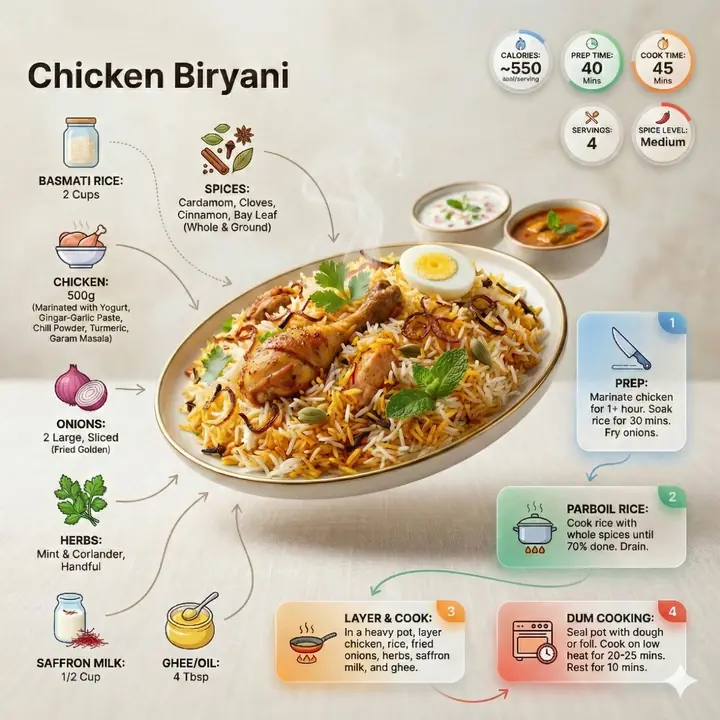 Chicken Biryani
CALORIES:
~550
kbal/serving
PREP TIME:
40
Mins
COOK TIME:
45
Mins
SERVINGS:
4
SPICE LEVEL:
Medium
BASMATI RICE:
2 Cups
SPICES:
Cardamom, Cloves,
Cinnamon, Bay Leaf
(Whole & Ground)
CHICKEN:
500g
(Marinated with Yogurt,
Gingar-Garlic Paste,
Chill Powder, Turmeric,
Garam Masala)
ONIONS:
2 Large, Sliced
(Fried Golden)
HERBS:
Mint & Coriander,
Handful
SAFFRON MILK:
1/2 Cup
GHEE/OIL:
4 Tbsp
1
PREP:
Marinate chicken
for 1+ hour. Soak
rice for 30 mins.
Fry onions.
2
PARBOIL RICE:
Cook rice with
whole spices until
70% done. Drain.
3
LAYER & COOK:
In a heavy pot, layer
chicken, rice, fried
onions, herbs, saffron
milk, and ghee.
4
DUM COOKING:
Seal pot with dough
or foll. Cook on low
heat for 20-25 mins.
Rest for 10 mins.